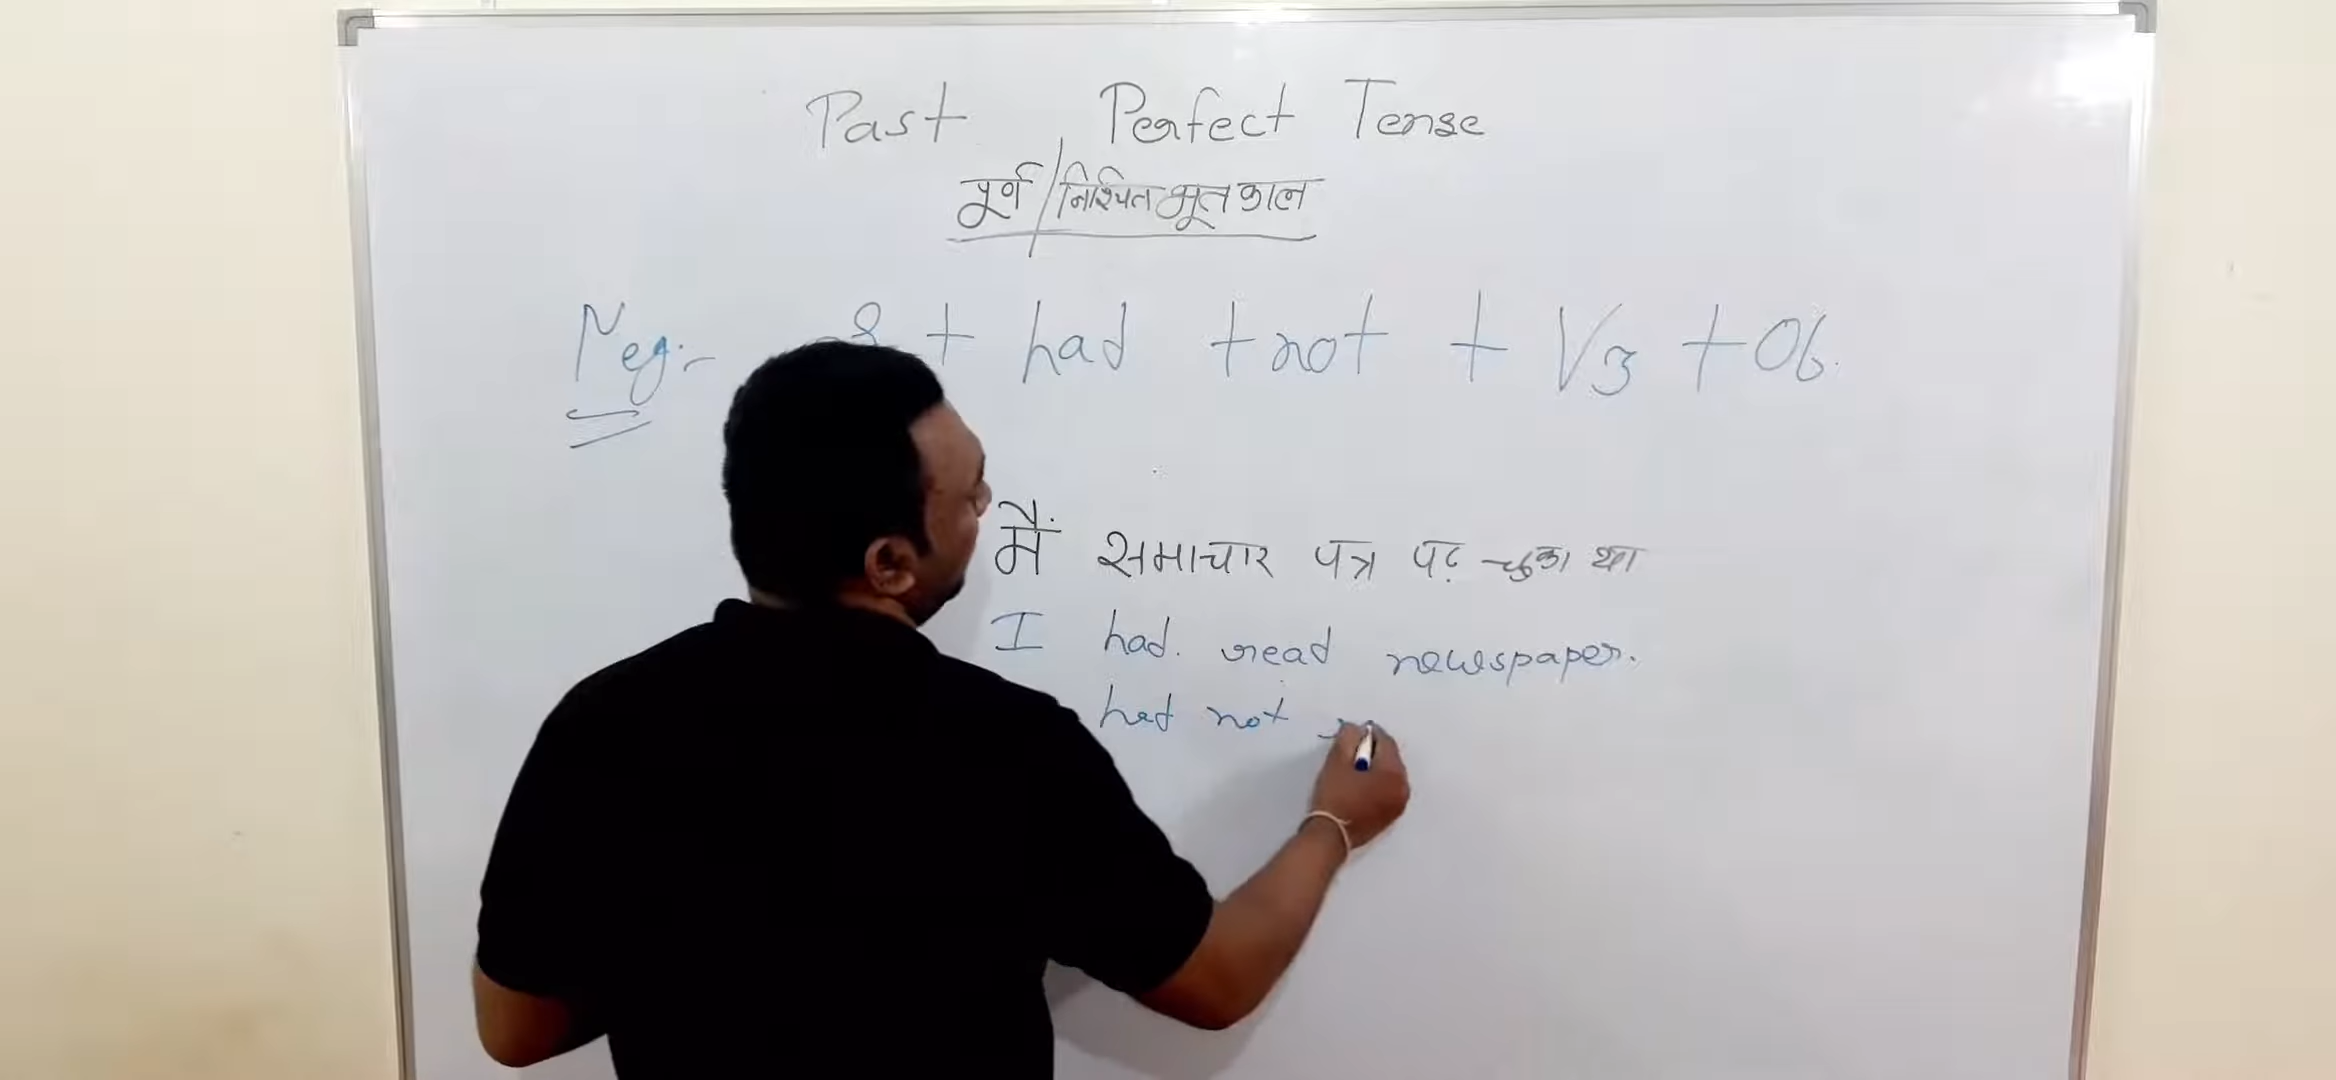 Past Perfect Tense
पूर्ण / निश्चित भूतकाल
Neg:- S + had + not + V3 + Ob.
मैं समाचार पत्र पढ़ चुका था
I had. read newspaper.
had not